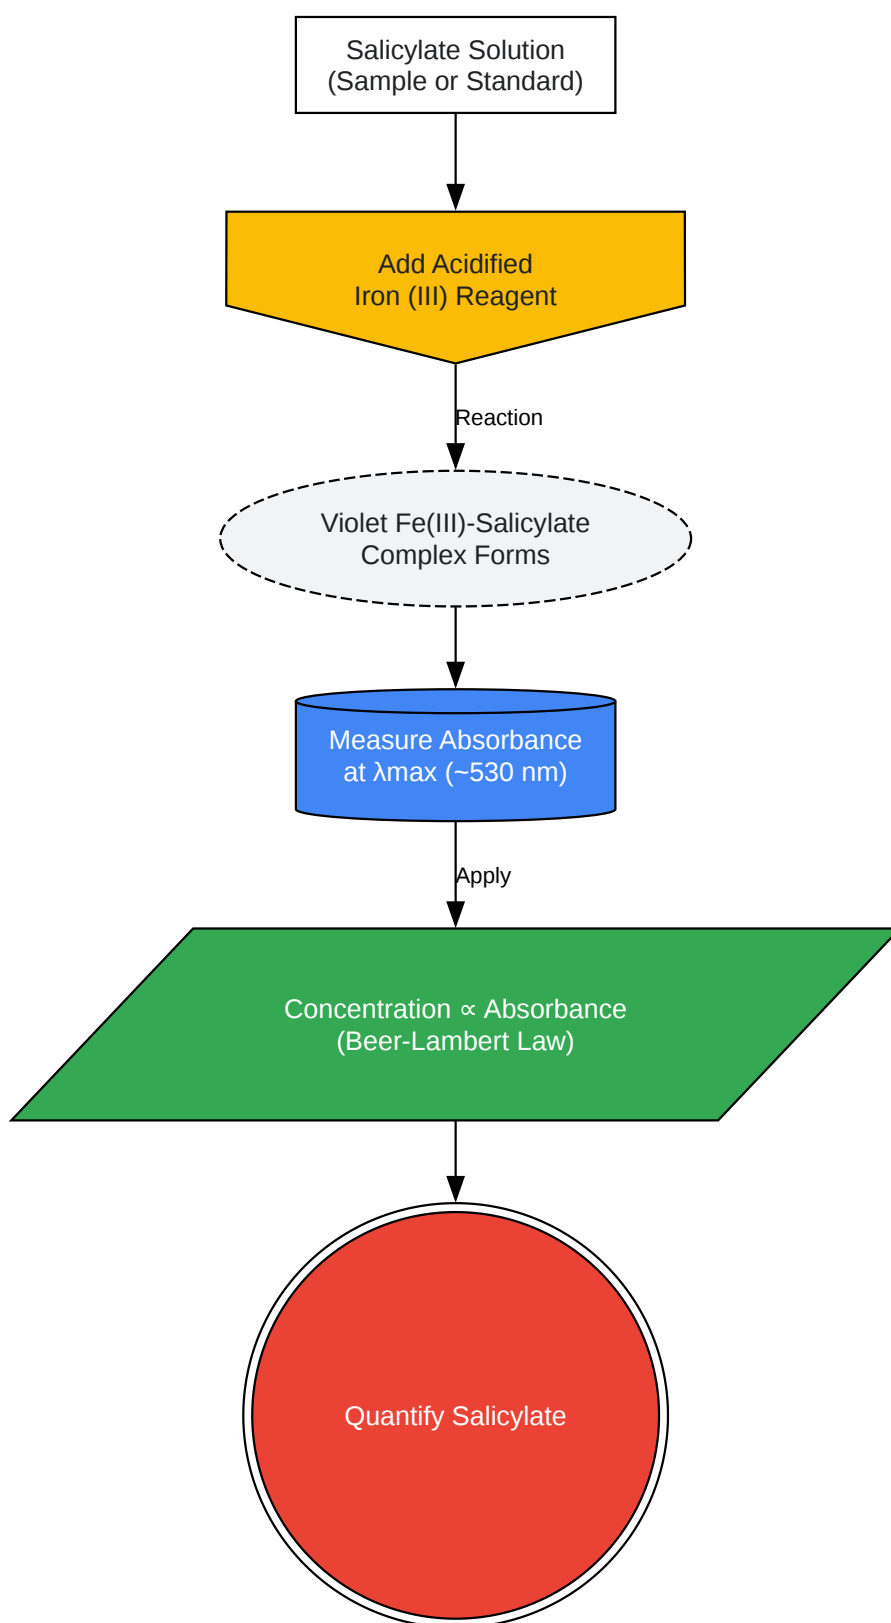 Salicylate Solution
(Sample or Standard)
Add Acidified
Iron (III) Reagent
Reaction
Violet Fe(III)-Salicylate
Complex Forms
Measure Absorbance
at λmax (~530 nm)
Apply
Concentration ∝ Absorbance
(Beer-Lambert Law)
Quantify Salicylate